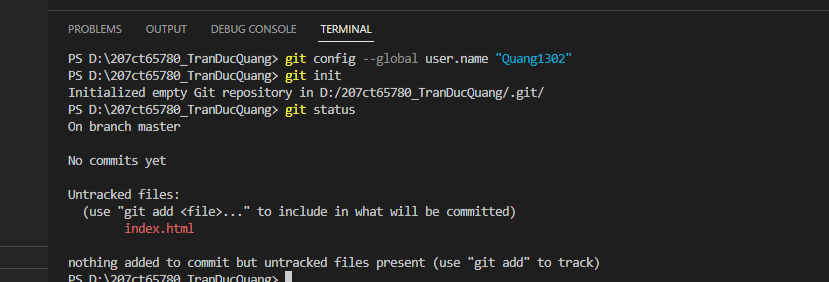 PROBLEMS OUTPUT DEBUG CONSOLE TERMINAL
PS D:\207ct65780_TranDucQuang> git config --global user.name "Quang1302"
PS D:\207ct65780_TranDucQuang> git init
Initialized empty Git repository in D:/207ct65780_TranDucQuang/.git/
PS D:\207ct65780_TranDucQuang> git status
On branch master
No commits yet
Untracked files:
(use "git add <file>..." to include in what will be committed)
index.html
nothing added to commit but untracked files present (use "git add" to track)
PS D:\207ct65780_TranDucQuang>